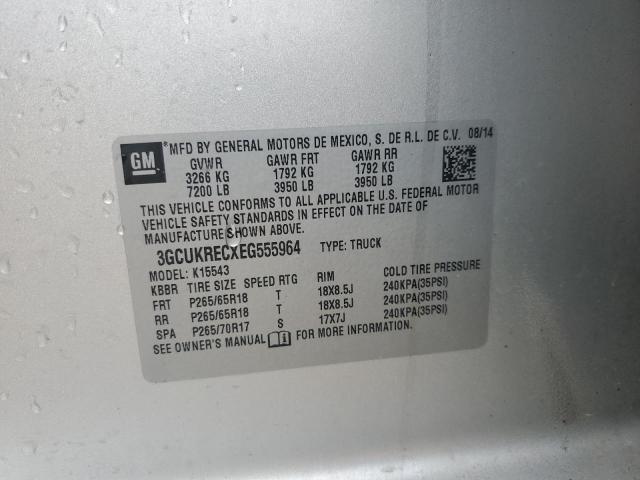 GM
*MFD BY GENERAL MOTORS DE MEXICO, S. DE R.L. DE C.V. 08/14
GVWR GAWR FRT GAWR RR
3266 KG 1792 KG 1792 KG
7200 LB 3950 LB 3950 LB
THIS VEHICLE CONFORMS TO ALL APPLICABLE U.S. FEDERAL MOTOR
VEHICLE SAFETY STANDARDS IN EFFECT ON THE DATE OF
MANUFACTURE SHOWN ABOVE.
3GCUKRECXEG555964 TYPE: TRUCK
MODEL: K15543
KBBR TIRE SIZE SPEED RTG RIM COLD TIRE PRESSURE
FRT P265/65R18 T 18X8.5J 240KPA(35PSI)
RR P265/65R18 T 18X8.5J 240KPA(35PSI)
SPA P265/70R17 S 17X7J 240KPA(35PSI)
SEE OWNER'S MANUAL FOR MORE INFORMATION.